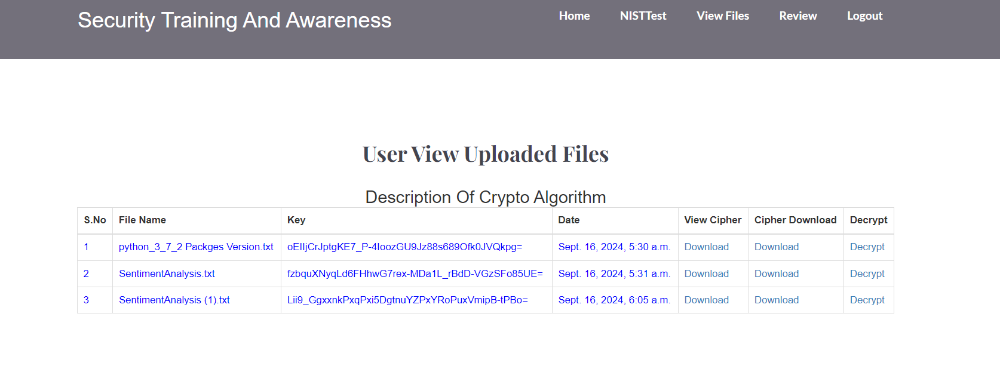 Security Training And Awareness Home NISTTest View Files Review Logout
User View Uploaded Files
Description Of Crypto Algorithm
S.No File Name Key Date View Cipher Cipher Download Decrypt
1 python_3_7_2 Packges Version.txt oEIIjCrJptgKE7_P-4IoozGU9Jz88s689Ofk0JVQkpg= Sept. 16, 2024, 5:30 a.m. Download Download Decrypt
2 SentimentAnalysis.txt fzbquXNyqLd6FHhwG7rex-MDa1L_rBdD-VGzSFo85UE= Sept. 16, 2024, 5:31 a.m. Download Download Decrypt
3 SentimentAnalysis (1).txt Lii9_GgxxnkPxqPxi5DgtnuYZPxYRoPuxVmipB-tPBo= Sept. 16, 2024, 6:05 a.m. Download Download Decrypt